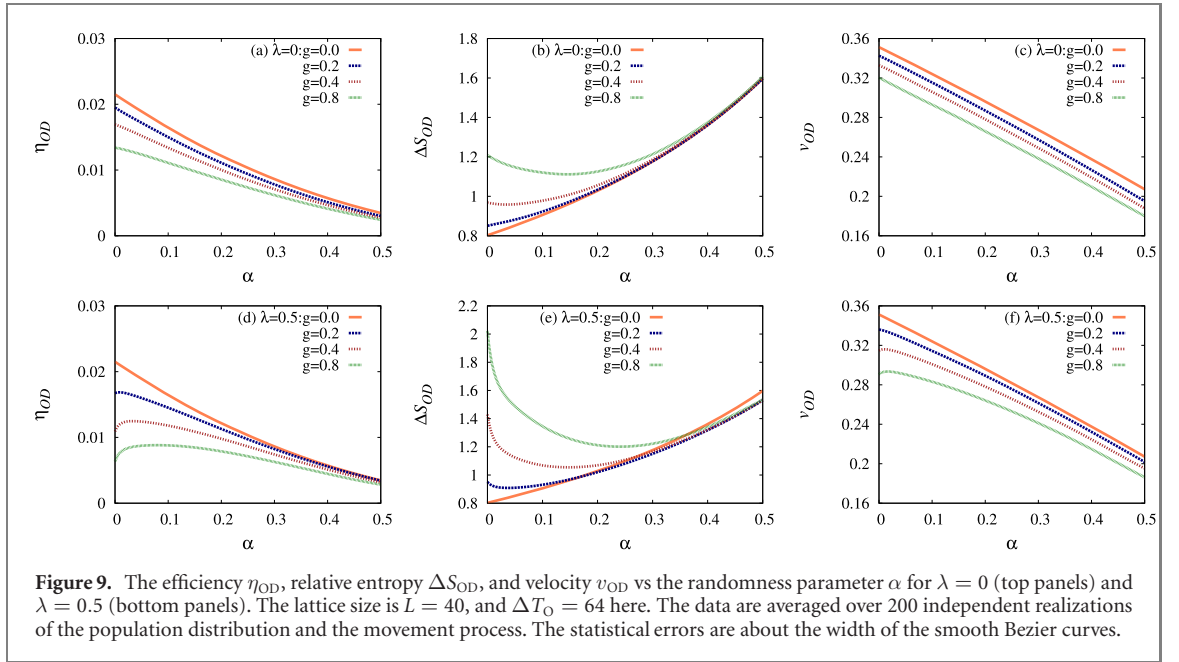 0.03
0.02
0.01
0
0 0.1 0.2 0.3 0.4 0.5
η_OD
α
(a) λ=0:g=0.0
g=0.2
g=0.4
g=0.8
1.8
1.6
1.4
1.2
1
0.8
0 0.1 0.2 0.3 0.4 0.5
ΔS_OD
α
(b) λ=0:g=0.0
g=0.2
g=0.4
g=0.8
0.36
0.32
0.28
0.24
0.2
0.16
0 0.1 0.2 0.3 0.4 0.5
v_OD
α
(c) λ=0:g=0.0
g=0.2
g=0.4
g=0.8
0.03
0.02
0.01
0
0 0.1 0.2 0.3 0.4 0.5
η_OD
α
(d) λ=0.5:g=0.0
g=0.2
g=0.4
g=0.8
2.2
2
1.8
1.6
1.4
1.2
1
0.8
0 0.1 0.2 0.3 0.4 0.5
ΔS_OD
α
(e) λ=0.5:g=0.0
g=0.2
g=0.4
g=0.8
0.36
0.32
0.28
0.24
0.2
0.16
0 0.1 0.2 0.3 0.4 0.5
v_OD
α
(f) λ=0.5:g=0.0
g=0.2
g=0.4
g=0.8
Figure 9. The efficiency η_OD, relative entropy ΔS_OD, and velocity v_OD vs the randomness parameter α for λ = 0 (top panels) and
λ = 0.5 (bottom panels). The lattice size is L = 40, and ΔT_O = 64 here. The data are averaged over 200 independent realizations
of the population distribution and the movement process. The statistical errors are about the width of the smooth Bezier curves.